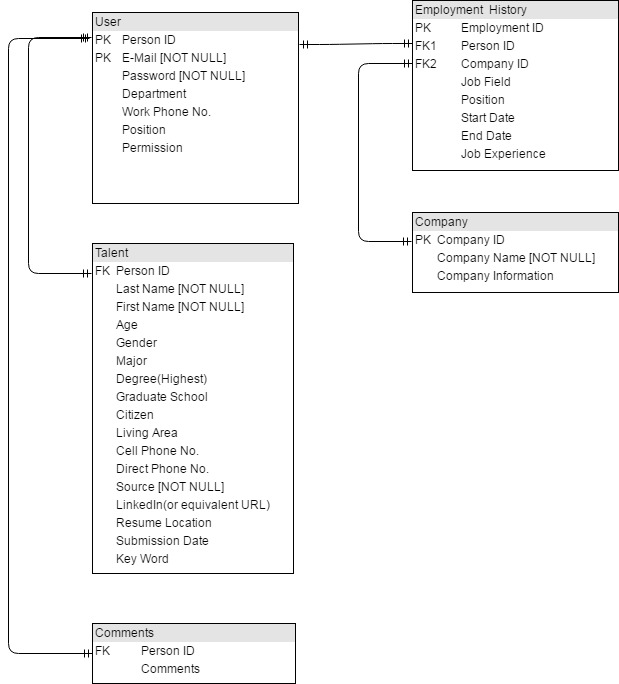 User
PK Person ID
PK E-Mail [NOT NULL]
Password [NOT NULL]
Department
Work Phone No.
Position
Permission
Employment History
PK Employment ID
FK1 Person ID
FK2 Company ID
Job Field
Position
Start Date
End Date
Job Experience
Company
PK Company ID
Company Name [NOT NULL]
Company Information
Talent
FK Person ID
Last Name [NOT NULL]
First Name [NOT NULL]
Age
Gender
Major
Degree(Highest)
Graduate School
Citizen
Living Area
Cell Phone No.
Direct Phone No.
Source [NOT NULL]
LinkedIn(or equivalent URL)
Resume Location
Submission Date
Key Word
Comments
FK Person ID
Comments